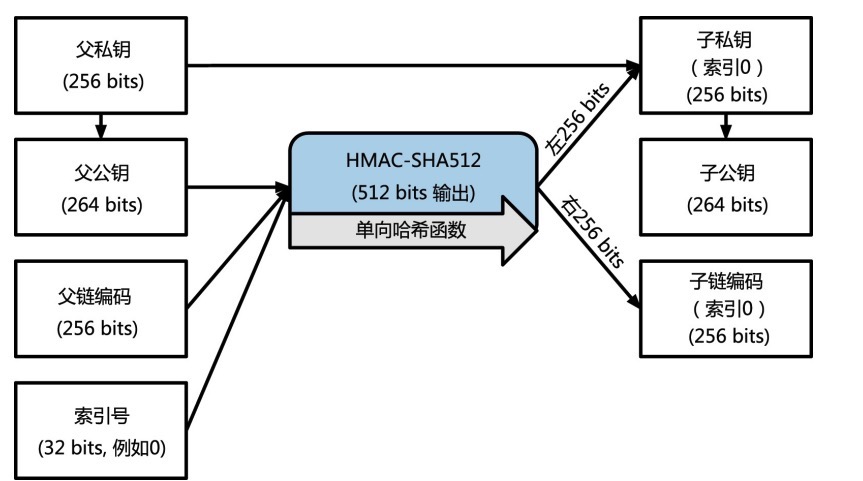 父私钥
(256 bits)
父公钥
(264 bits)
父链编码
(256 bits)
索引号
(32 bits, 例如0)
HMAC-SHA512
(512 bits 输出)
单向哈希函数
左256 bits
右256 bits
子私钥
（索引0）
(256 bits)
子公钥
(264 bits)
子链编码
（索引0）
(256 bits)